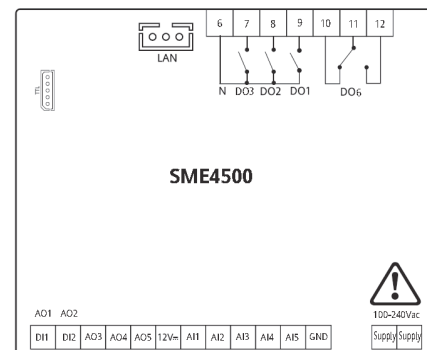 6 7 8 9 10 11 12
LAN
N DO3 DO2 DO1 DO6
TTL
SME4500
100-240Vac
AO1 AO2
DI1 DI2 AO3 AO4 AO5 12V⎓ AI1 AI2 AI3 AI4 AI5 GND Supply Supply